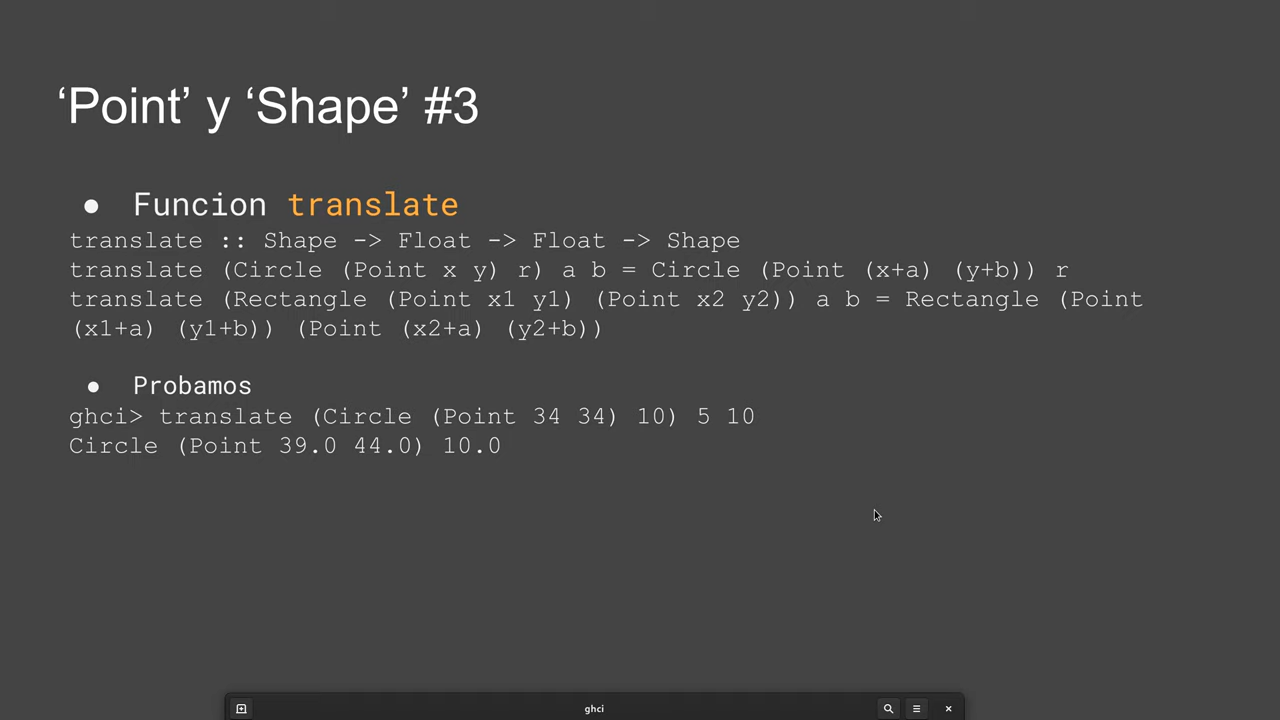 ‘Point’ y ‘Shape’ #3
● Funcion translate
translate :: Shape -> Float -> Float -> Shape
translate (Circle (Point x y) r) a b = Circle (Point (x+a) (y+b)) r
translate (Rectangle (Point x1 y1) (Point x2 y2)) a b = Rectangle (Point
(x1+a) (y1+b)) (Point (x2+a) (y2+b))
● Probamos
ghci> translate (Circle (Point 34 34) 10) 5 10
Circle (Point 39.0 44.0) 10.0
ghci